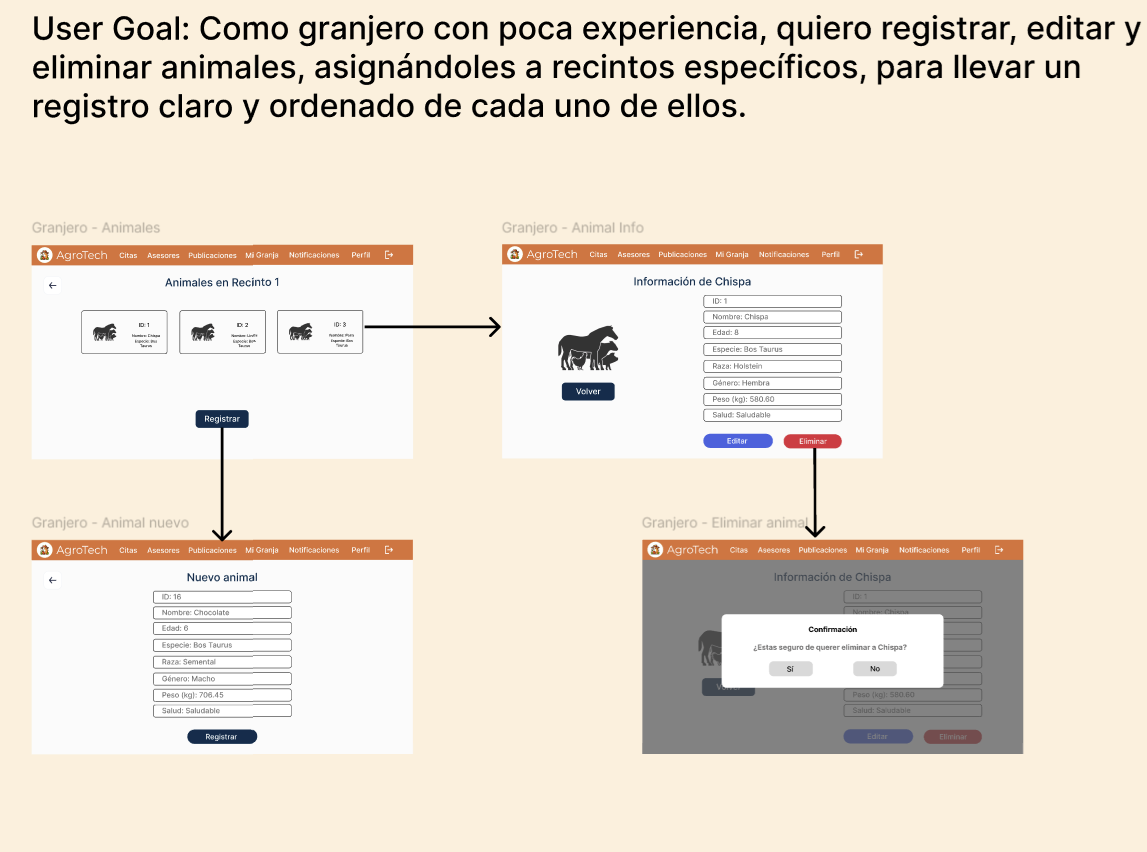 User Goal: Como granjero con poca experiencia, quiero registrar, editar y
eliminar animales, asignándoles a recintos específicos, para llevar un
registro claro y ordenado de cada uno de ellos.
Granjero - Animales
AgroTech Citas Asesores Publicaciones Mi Granja Notificaciones Perfil
Animales en Recinto 1
ID: 1
Nombre: Chispa
Especie: Bos
Taurus
ID: 2
Nombre:
Especie: Bos
Taurus
ID: 3
Nombre:
Especie: Bos
Taurus
Registrar
Granjero - Animal Info
AgroTech Citas Asesores Publicaciones Mi Granja Notificaciones Perfil
Información de Chispa
ID: 1
Nombre: Chispa
Edad: 8
Especie: Bos Taurus
Raza: Holstein
Género: Hembra
Peso (kg): 580.60
Salud: Saludable
Volver
Editar Eliminar
Granjero - Animal nuevo
AgroTech Citas Asesores Publicaciones Mi Granja Notificaciones Perfil
Nuevo animal
ID: 16
Nombre: Chocolate
Edad: 6
Especie: Bos Taurus
Raza: Semental
Género: Macho
Peso (kg): 706.45
Salud: Saludable
Registrar
Granjero - Eliminar animal
AgroTech Citas Asesores Publicaciones Mi Granja Notificaciones Perfil
Información de Chispa
ID: 1
Nombre: Chispa
Confirmación
¿Estas seguro de querer eliminar a Chispa?
Sí No
Volver
Peso (kg): 580.60
Salud: Saludable
Editar Eliminar